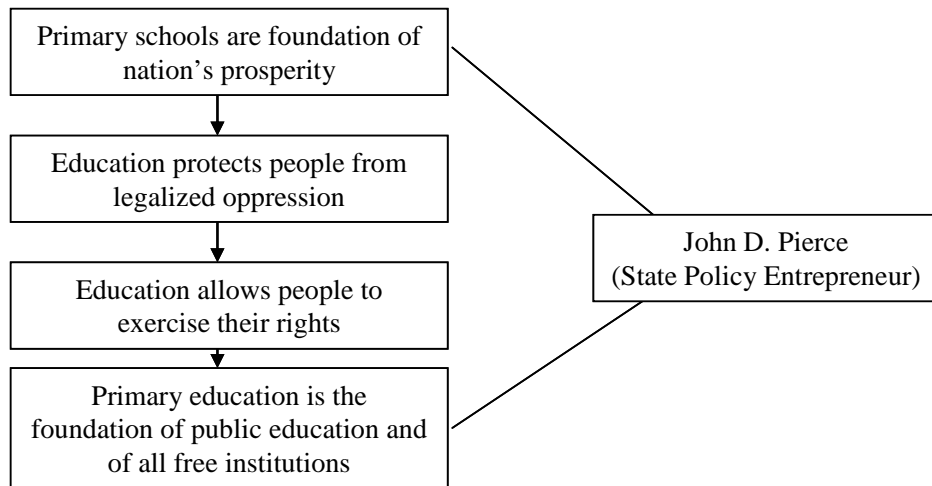 Primary schools are foundation of
nation’s prosperity
Education protects people from
legalized oppression
Education allows people to
exercise their rights
Primary education is the
foundation of public education and
of all free institutions
John D. Pierce
(State Policy Entrepreneur)